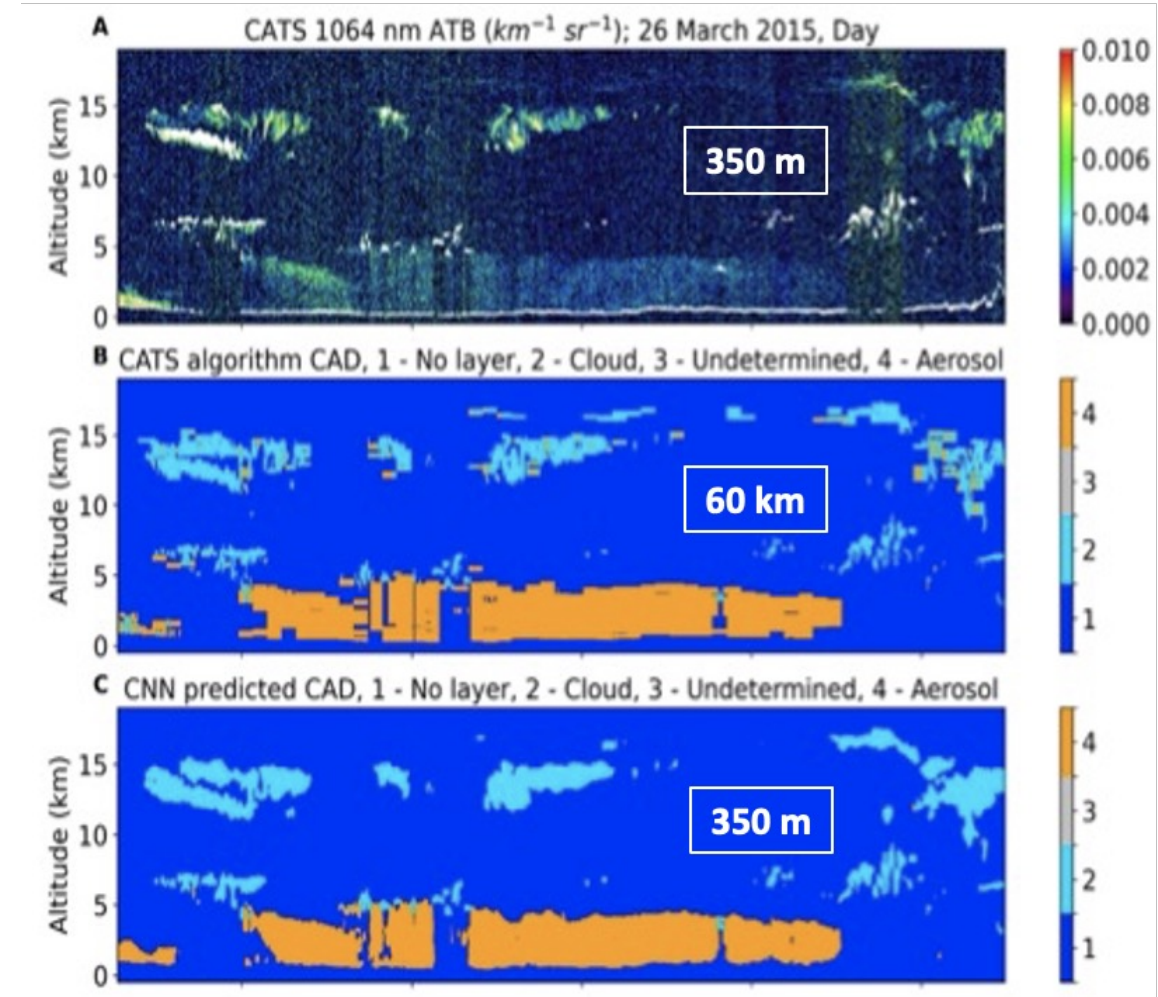 A
CATS 1064 nm ATB (km⁻¹ sr⁻¹); 26 March 2015, Day
Altitude (km)
15
10
5
0
350 m
0.010
0.008
0.006
0.004
0.002
0.000
B
CATS algorithm CAD, 1 - No layer, 2 - Cloud, 3 - Undetermined, 4 - Aerosol
Altitude (km)
15
10
5
0
60 km
4
3
2
1
C
CNN predicted CAD, 1 - No layer, 2 - Cloud, 3 - Undetermined, 4 - Aerosol
Altitude (km)
15
10
5
0
350 m
4
3
2
1